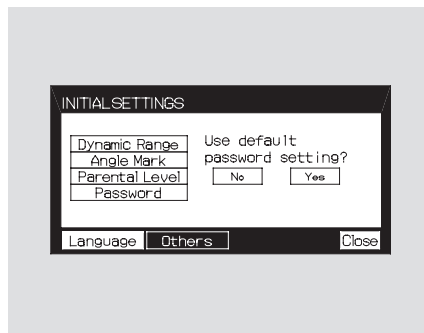 INITIAL SETTINGS
Dynamic Range
Angle Mark
Parental Level
Password
Use default
password setting?
No Yes
Language Others Close